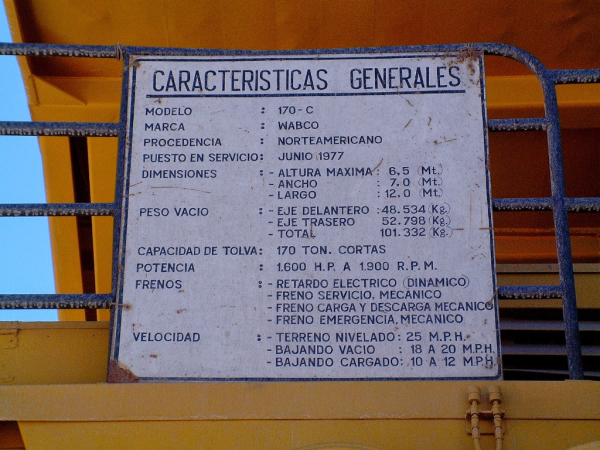 CARACTERISTICAS GENERALES
MODELO : 170-C
MARCA : WABCO
PROCEDENCIA : NORTEAMERICANO
PUESTO EN SERVICIO : JUNIO 1977
DIMENSIONES : - ALTURA MAXIMA : 6.5 (Mt.)
- ANCHO : 7.0 (Mt.)
- LARGO : 12.0 (Mt.)
PESO VACIO : - EJE DELANTERO : 48.534 (Kg.)
- EJE TRASERO 52.798 (Kg.)
- TOTAL 101.332 (Kg.)
CAPACIDAD DE TOLVA : 170 TON. CORTAS
POTENCIA : 1.600 H.P. A 1.900 R.P.M.
FRENOS : - RETARDO ELECTRICO (DINAMICO)
- FRENO SERVICIO, MECANICO
- FRENO CARGA Y DESCARGA MECANICO
- FRENO EMERGENCIA, MECANICO
VELOCIDAD : - TERRENO NIVELADO : 25 M.P.H.
- BAJANDO VACIO : 18 A 20 M.P.H.
- BAJANDO CARGADO : 10 A 12 M.P.H.